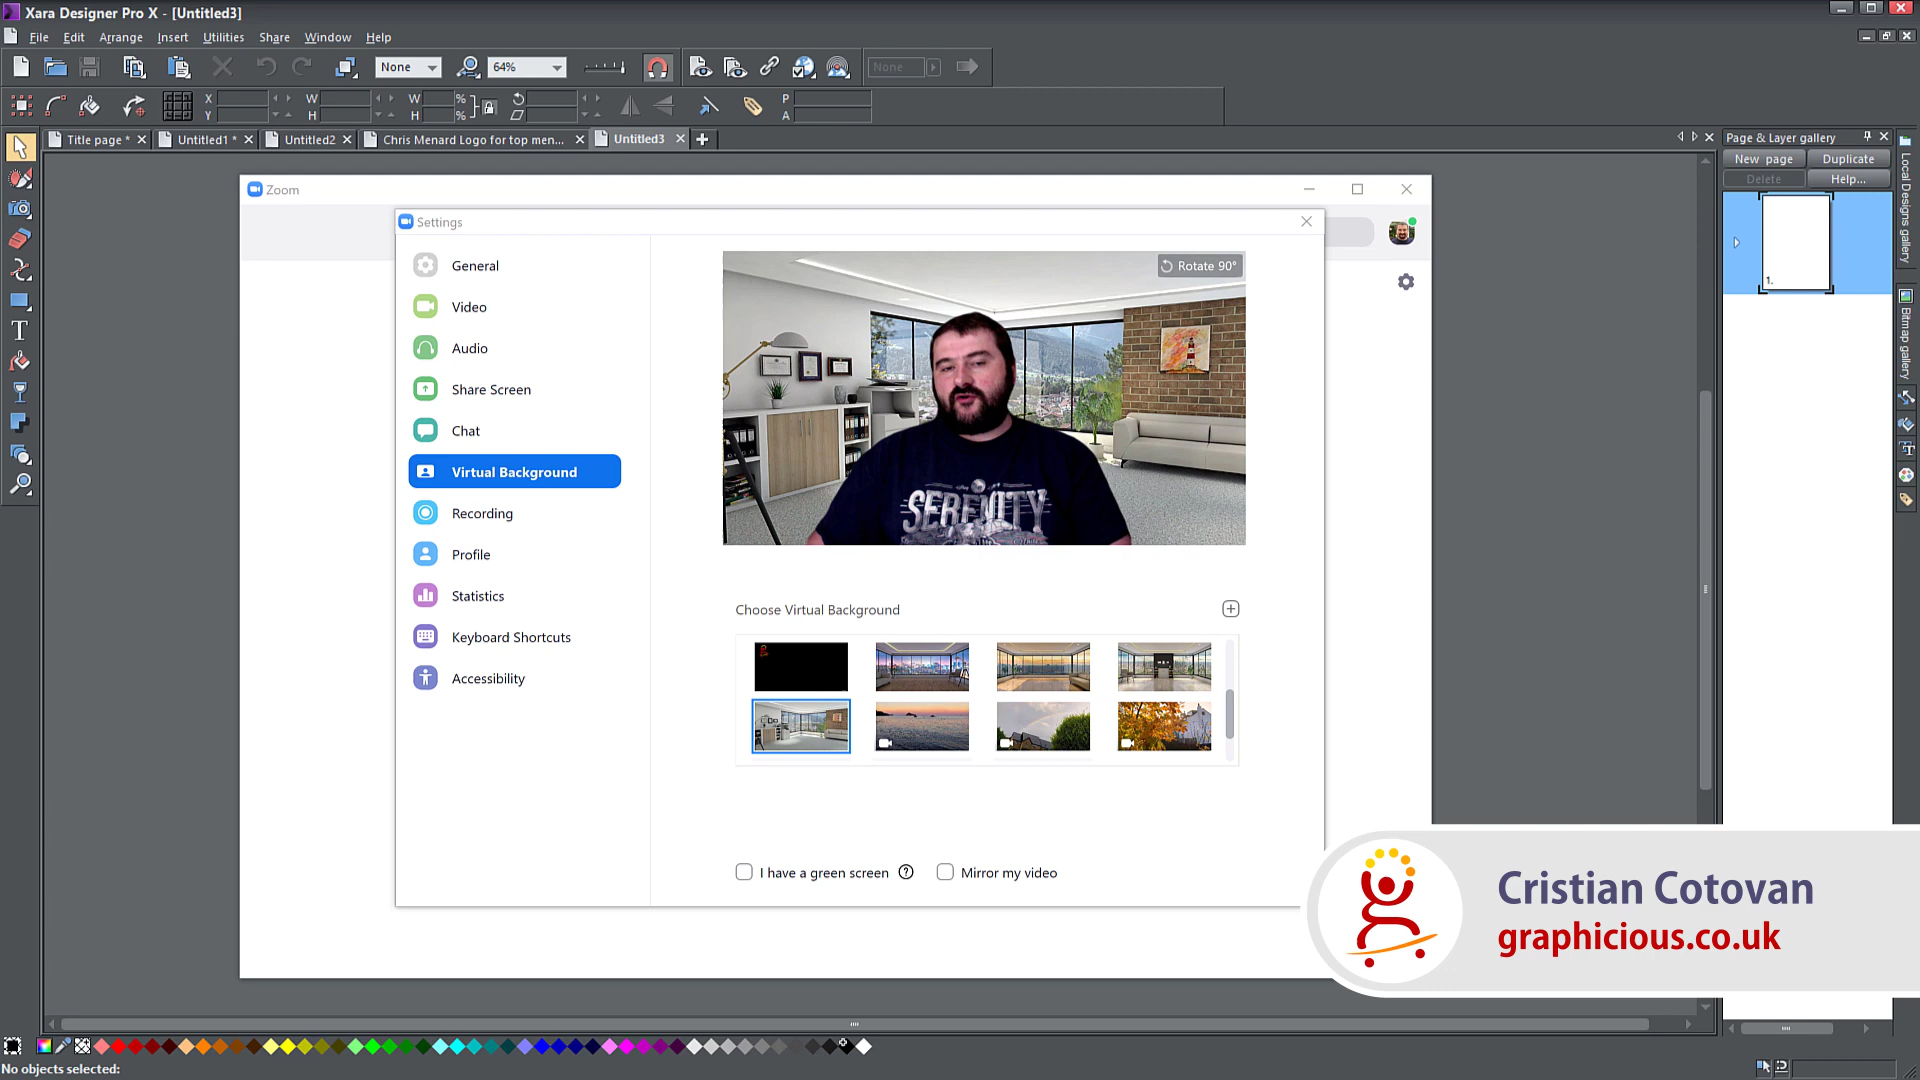 Xara Designer Pro X - [Untitled3]
File Edit Arrange Insert Utilities Share Window Help
None 64% None
X W W % P
Y H H % A
Title page * Untitled1 * Untitled2 Chris Menard Logo for top men... Untitled3
Page & Layer gallery
New page Duplicate
Delete Help...
1.
Local Designs gallery
Bitmap gallery
Zoom
Settings
General
Video
Audio
Share Screen
Chat
Virtual Background
Recording
Profile
Statistics
Keyboard Shortcuts
Accessibility
Rotate 90°
SERENITY
Choose Virtual Background
I have a green screen
Mirror my video
Cristian Cotovan
graphicious.co.uk
No objects selected: